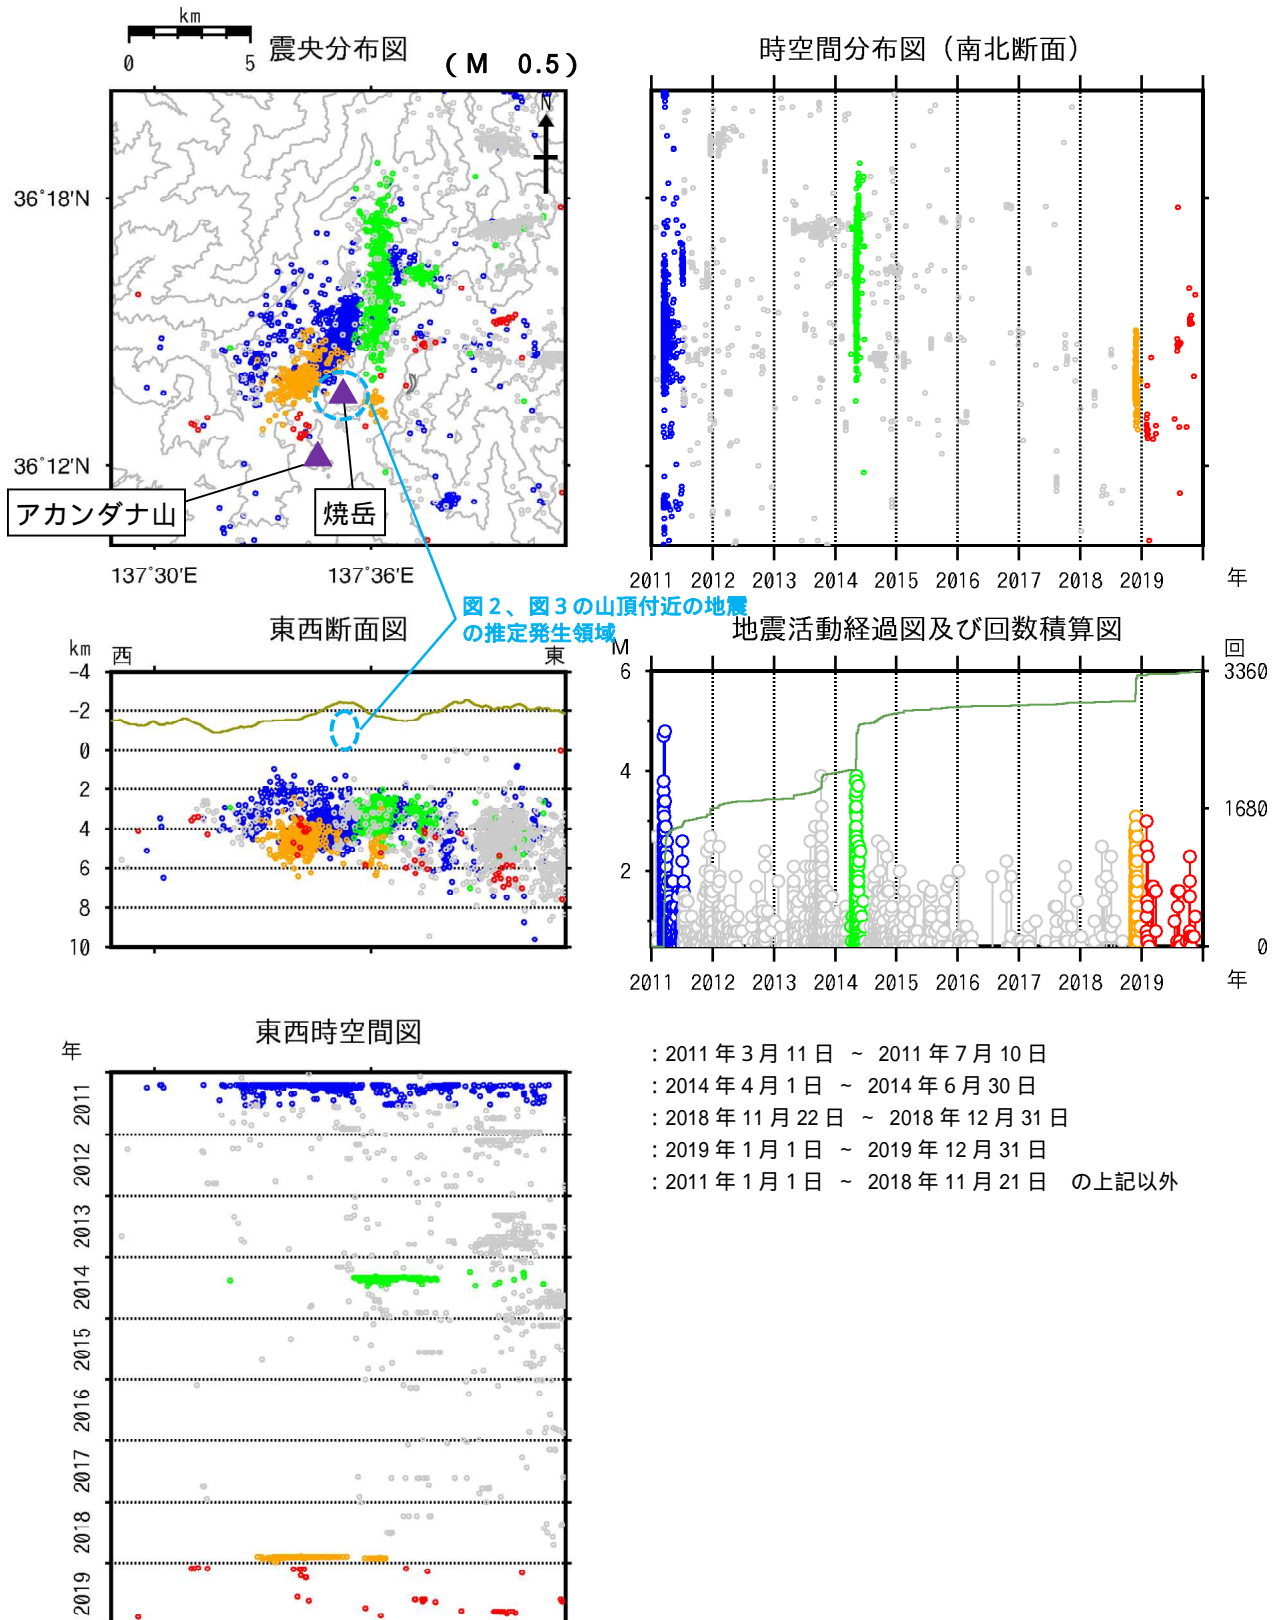 km
0 5
震央分布図
(M 0.5)
N
36°18'N
36°12'N
アカンダナ山
焼岳
137°30'E 137°36'E
時空間分布図（南北断面）
2011 2012 2013 2014 2015 2016 2017 2018 2019 年
図２、図３の山頂付近の地震
の推定発生領域
東西断面図
km 西 東
-4
-2
0
2
4
6
8
10
地震活動経過図及び回数積算図
M 回
6 3360
4
1680
2
0
2011 2012 2013 2014 2015 2016 2017 2018 2019 年
東西時空間図
年
2011
2012
2013
2014
2015
2016
2017
2018
2019
: 2011 年 3 月 11 日 ~ 2011 年 7 月 10 日
: 2014 年 4 月 1 日 ~ 2014 年 6 月 30 日
: 2018 年 11 月 22 日 ~ 2018 年 12 月 31 日
: 2019 年 1 月 1 日 ~ 2019 年 12 月 31 日
: 2011 年 1 月 1 日 ~ 2018 年 11 月 21 日 の上記以外